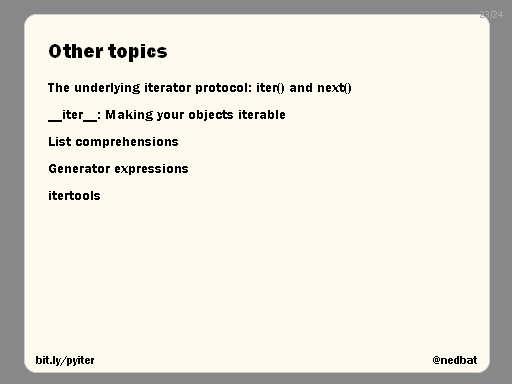 23/24
Other topics
The underlying iterator protocol: iter() and next()
__iter__: Making your objects iterable
List comprehensions
Generator expressions
itertools
bit.ly/pyiter
@nedbat